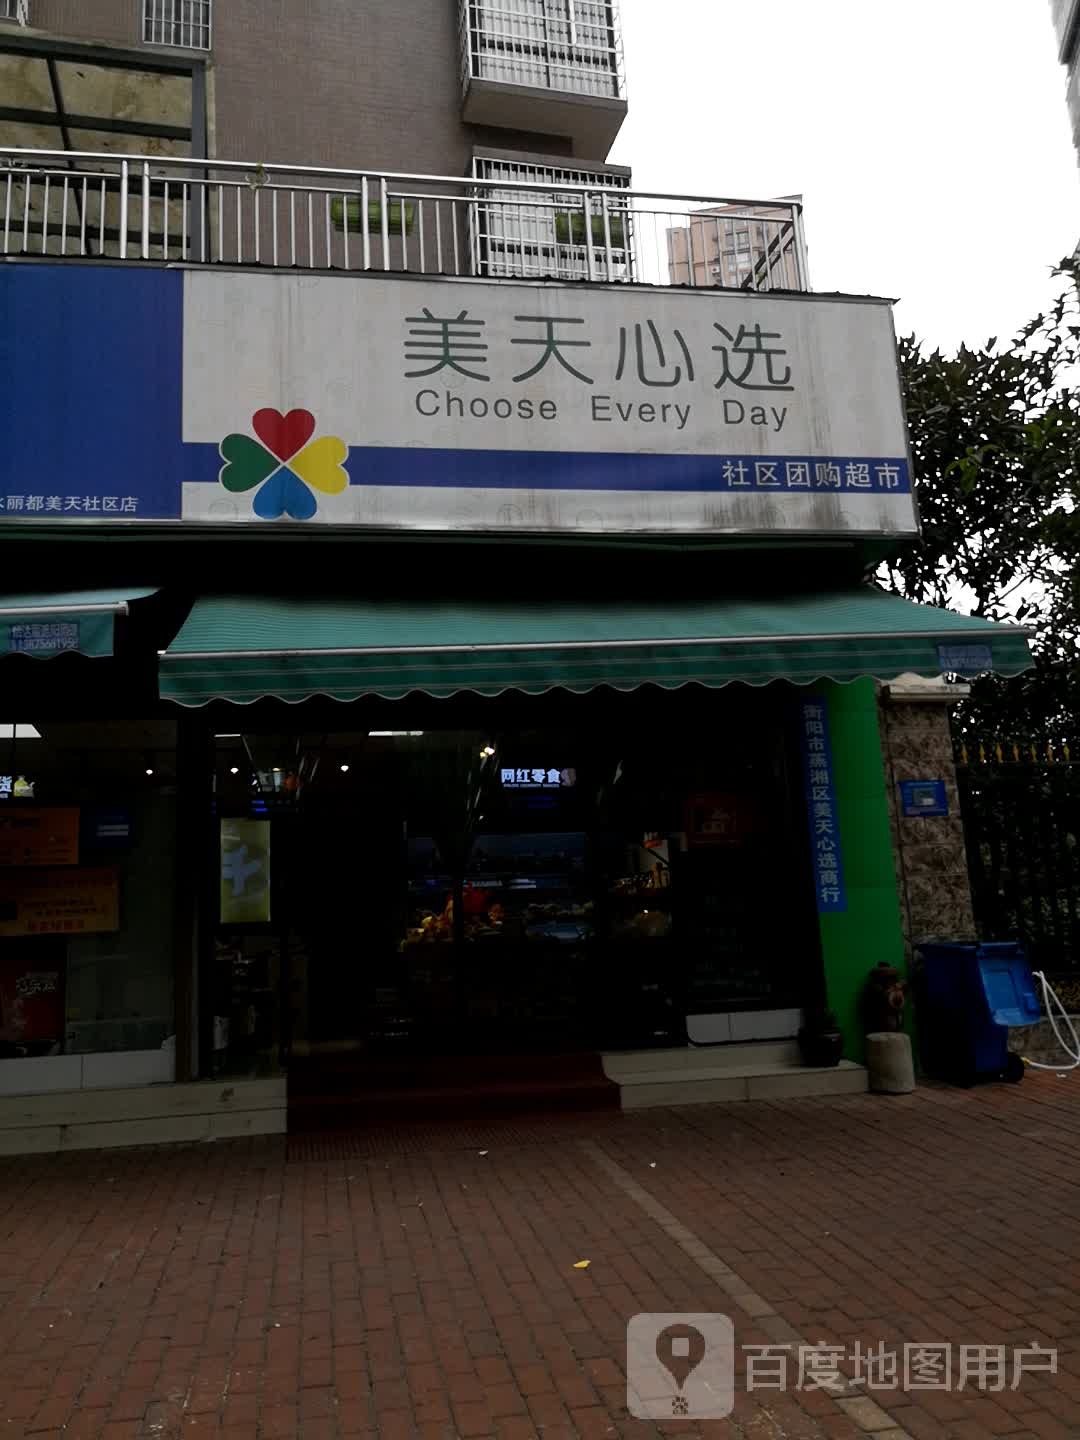 美天心选
Choose Every Day
社区团购超市
丽都美天社区店
网红零食
衡阳市蒸湘区美天心选商行
货
百度地图用户